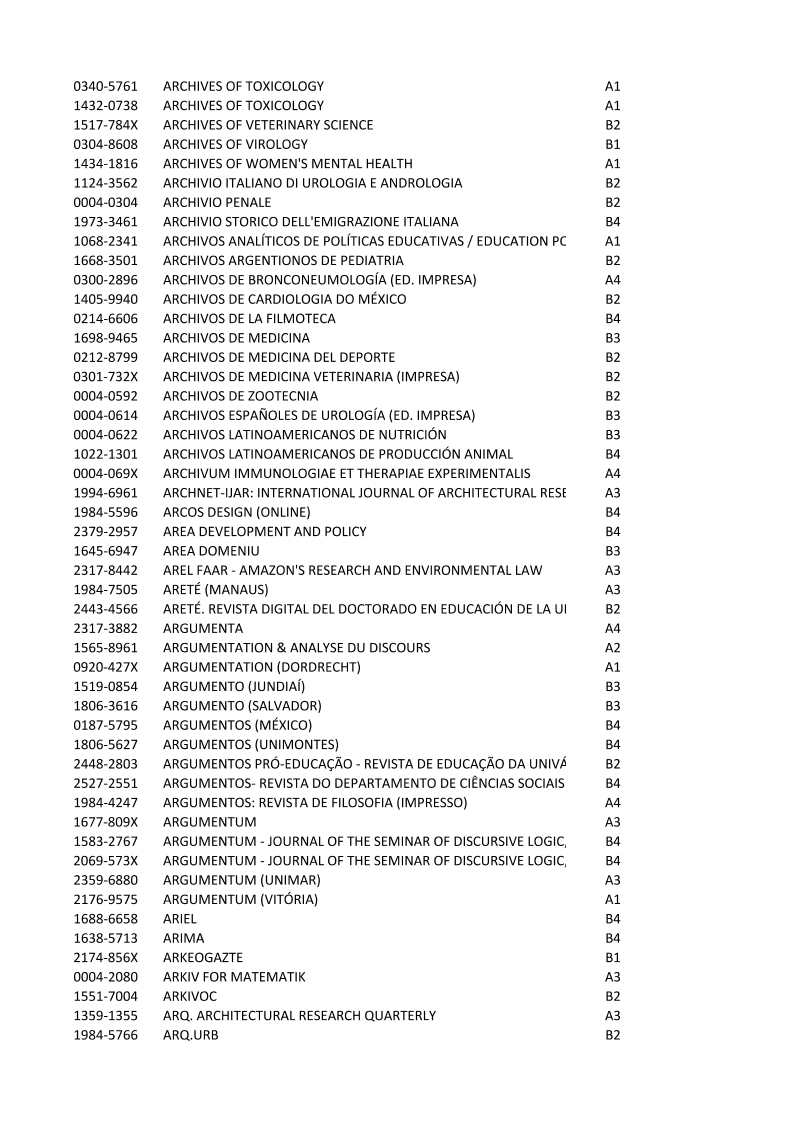 0340-5761 ARCHIVES OF TOXICOLOGY A1
1432-0738 ARCHIVES OF TOXICOLOGY A1
1517-784X ARCHIVES OF VETERINARY SCIENCE B2
0304-8608 ARCHIVES OF VIROLOGY B1
1434-1816 ARCHIVES OF WOMEN'S MENTAL HEALTH A1
1124-3562 ARCHIVIO ITALIANO DI UROLOGIA E ANDROLOGIA B2
0004-0304 ARCHIVIO PENALE B2
1973-3461 ARCHIVIO STORICO DELL'EMIGRAZIONE ITALIANA B4
1068-2341 ARCHIVOS ANALÍTICOS DE POLÍTICAS EDUCATIVAS / EDUCATION PC A1
1668-3501 ARCHIVOS ARGENTIONOS DE PEDIATRIA B2
0300-2896 ARCHIVOS DE BRONCONEUMOLOGÍA (ED. IMPRESA) A4
1405-9940 ARCHIVOS DE CARDIOLOGIA DO MÉXICO B2
0214-6606 ARCHIVOS DE LA FILMOTECA B4
1698-9465 ARCHIVOS DE MEDICINA B3
0212-8799 ARCHIVOS DE MEDICINA DEL DEPORTE B2
0301-732X ARCHIVOS DE MEDICINA VETERINARIA (IMPRESA) B2
0004-0592 ARCHIVOS DE ZOOTECNIA B2
0004-0614 ARCHIVOS ESPAÑOLES DE UROLOGÍA (ED. IMPRESA) B3
0004-0622 ARCHIVOS LATINOAMERICANOS DE NUTRICIÓN B3
1022-1301 ARCHIVOS LATINOAMERICANOS DE PRODUCCIÓN ANIMAL B4
0004-069X ARCHIVUM IMMUNOLOGIAE ET THERAPIAE EXPERIMENTALIS A4
1994-6961 ARCHNET-IJAR: INTERNATIONAL JOURNAL OF ARCHITECTURAL RESE A3
1984-5596 ARCOS DESIGN (ONLINE) B4
2379-2957 AREA DEVELOPMENT AND POLICY B4
1645-6947 AREA DOMENIU B3
2317-8442 AREL FAAR - AMAZON'S RESEARCH AND ENVIRONMENTAL LAW A3
1984-7505 ARETÉ (MANAUS) A3
2443-4566 ARETÉ. REVISTA DIGITAL DEL DOCTORADO EN EDUCACIÓN DE LA UI B2
2317-3882 ARGUMENTA A4
1565-8961 ARGUMENTATION & ANALYSE DU DISCOURS A2
0920-427X ARGUMENTATION (DORDRECHT) A1
1519-0854 ARGUMENTO (JUNDIAÍ) B3
1806-3616 ARGUMENTO (SALVADOR) B3
0187-5795 ARGUMENTOS (MÉXICO) B4
1806-5627 ARGUMENTOS (UNIMONTES) B4
2448-2803 ARGUMENTOS PRÓ-EDUCAÇÃO - REVISTA DE EDUCAÇÃO DA UNIVÁ B2
2527-2551 ARGUMENTOS- REVISTA DO DEPARTAMENTO DE CIÊNCIAS SOCIAIS B4
1984-4247 ARGUMENTOS: REVISTA DE FILOSOFIA (IMPRESSO) A4
1677-809X ARGUMENTUM A3
1583-2767 ARGUMENTUM - JOURNAL OF THE SEMINAR OF DISCURSIVE LOGIC, B4
2069-573X ARGUMENTUM - JOURNAL OF THE SEMINAR OF DISCURSIVE LOGIC, B4
2359-6880 ARGUMENTUM (UNIMAR) A3
2176-9575 ARGUMENTUM (VITÓRIA) A1
1688-6658 ARIEL B4
1638-5713 ARIMA B4
2174-856X ARKEOGAZTE B1
0004-2080 ARKIV FOR MATEMATIK A3
1551-7004 ARKIVOC B2
1359-1355 ARQ. ARCHITECTURAL RESEARCH QUARTERLY A3
1984-5766 ARQ.URB B2